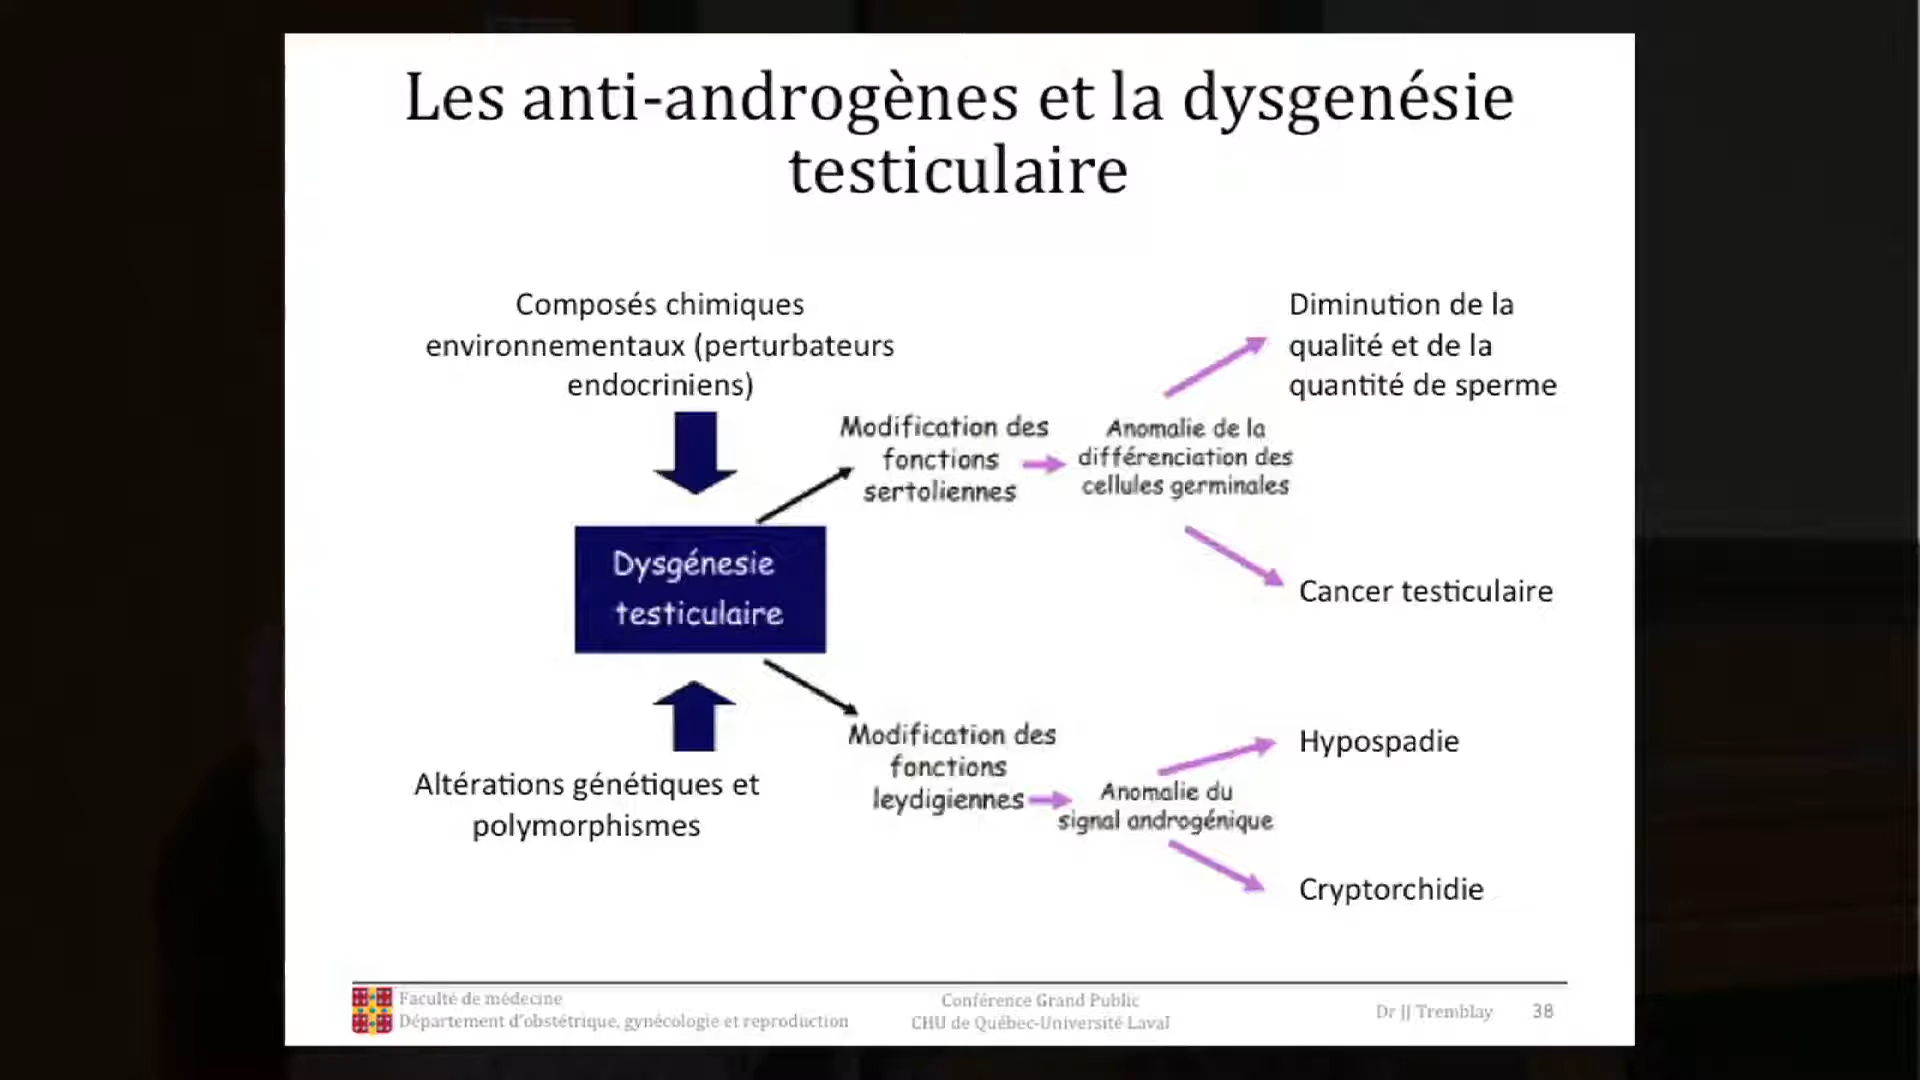 Les anti-androgènes et la dysgenésie
testiculaire
Composés chimiques
environnementaux (perturbateurs
endocriniens)
Diminution de la
qualité et de la
quantité de sperme
Modification des
fonctions
sertoliennes
Anomalie de la
différenciation des
cellules germinales
Dysgénesie
testiculaire
Cancer testiculaire
Modification des
fonctions
leydigiennes
Hypospadie
Altérations génétiques et
polymorphismes
Anomalie du
signal androgénique
Cryptorchidie
Faculté de médecine
Département d'obstétrique, gynécologie et reproduction
Conférence Grand Public
CHU de Québec-Université Laval
Dr JJ Tremblay
38